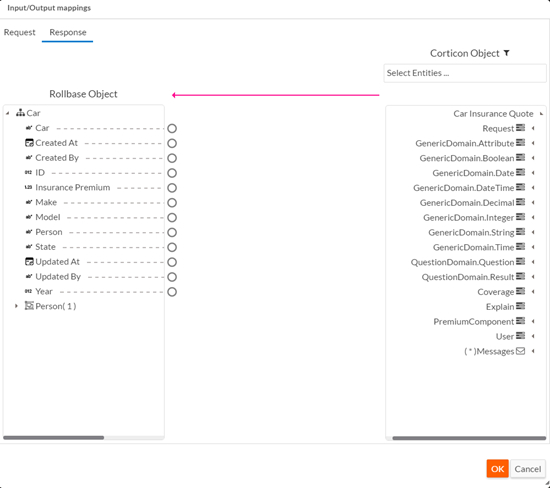 Input/Output mappings
Request
Response
Corticon Object
Select Entities ...
Rollbase Object
Car
Car
Created At
Created By
ID
Insurance Premium
Make
Model
Person
State
Updated At
Updated By
Year
Person( 1 )
Car Insurance Quote
Request
GenericDomain.Attribute
GenericDomain.Boolean
GenericDomain.Date
GenericDomain.DateTime
GenericDomain.Decimal
GenericDomain.Integer
GenericDomain.String
GenericDomain.Time
QuestionDomain.Question
QuestionDomain.Result
Coverage
Explain
PremiumComponent
User
( * )Messages
OK
Cancel